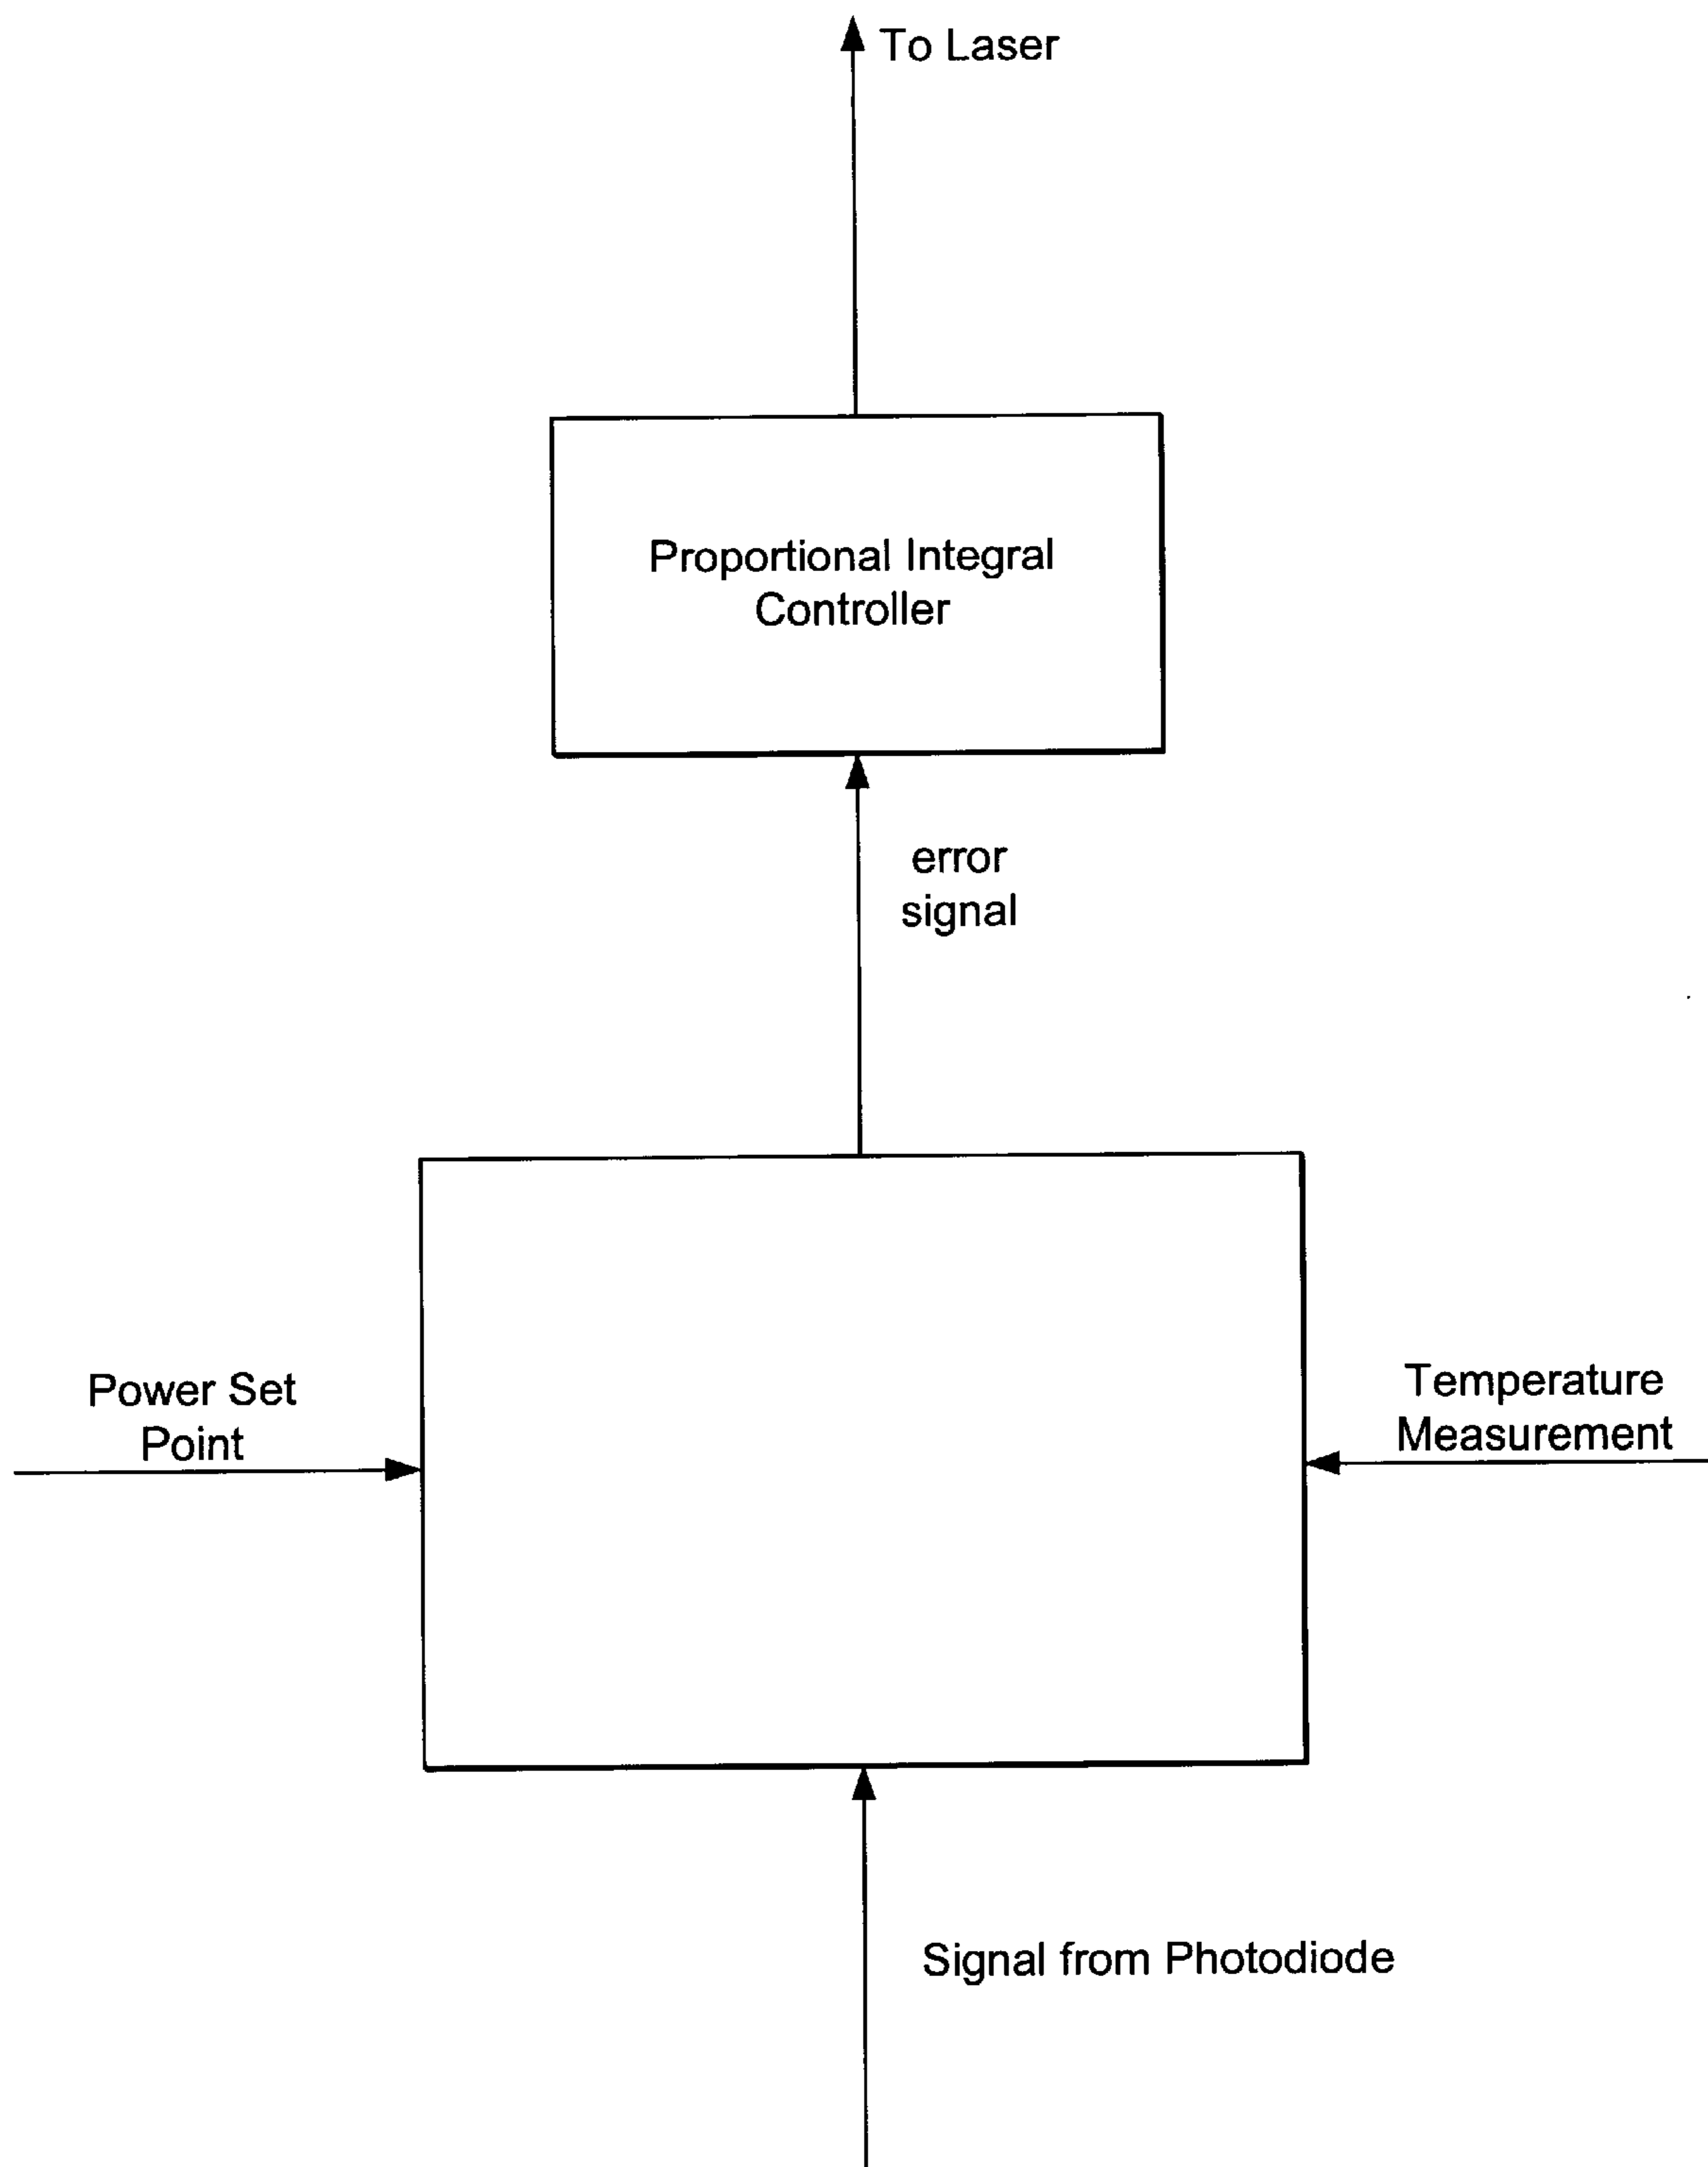 To Laser
Proportional Integral
Controller
error
signal
Power Set
Point
Temperature
Measurement
Signal from Photodiode